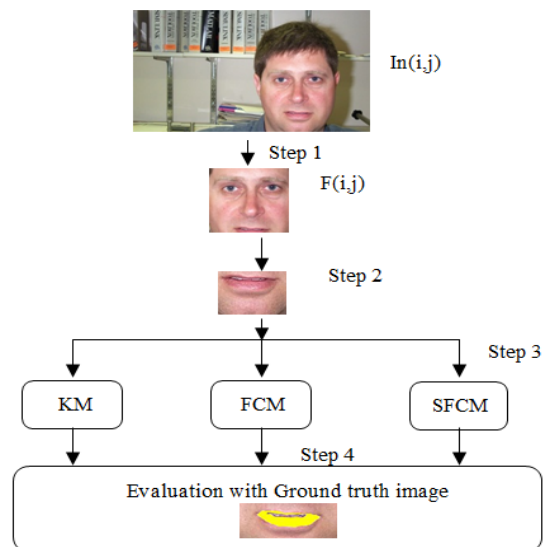 In(i,j)
Step 1
F(i,j)
Step 2
Step 3
KM
FCM
SFCM
Step 4
Evaluation with Ground truth image